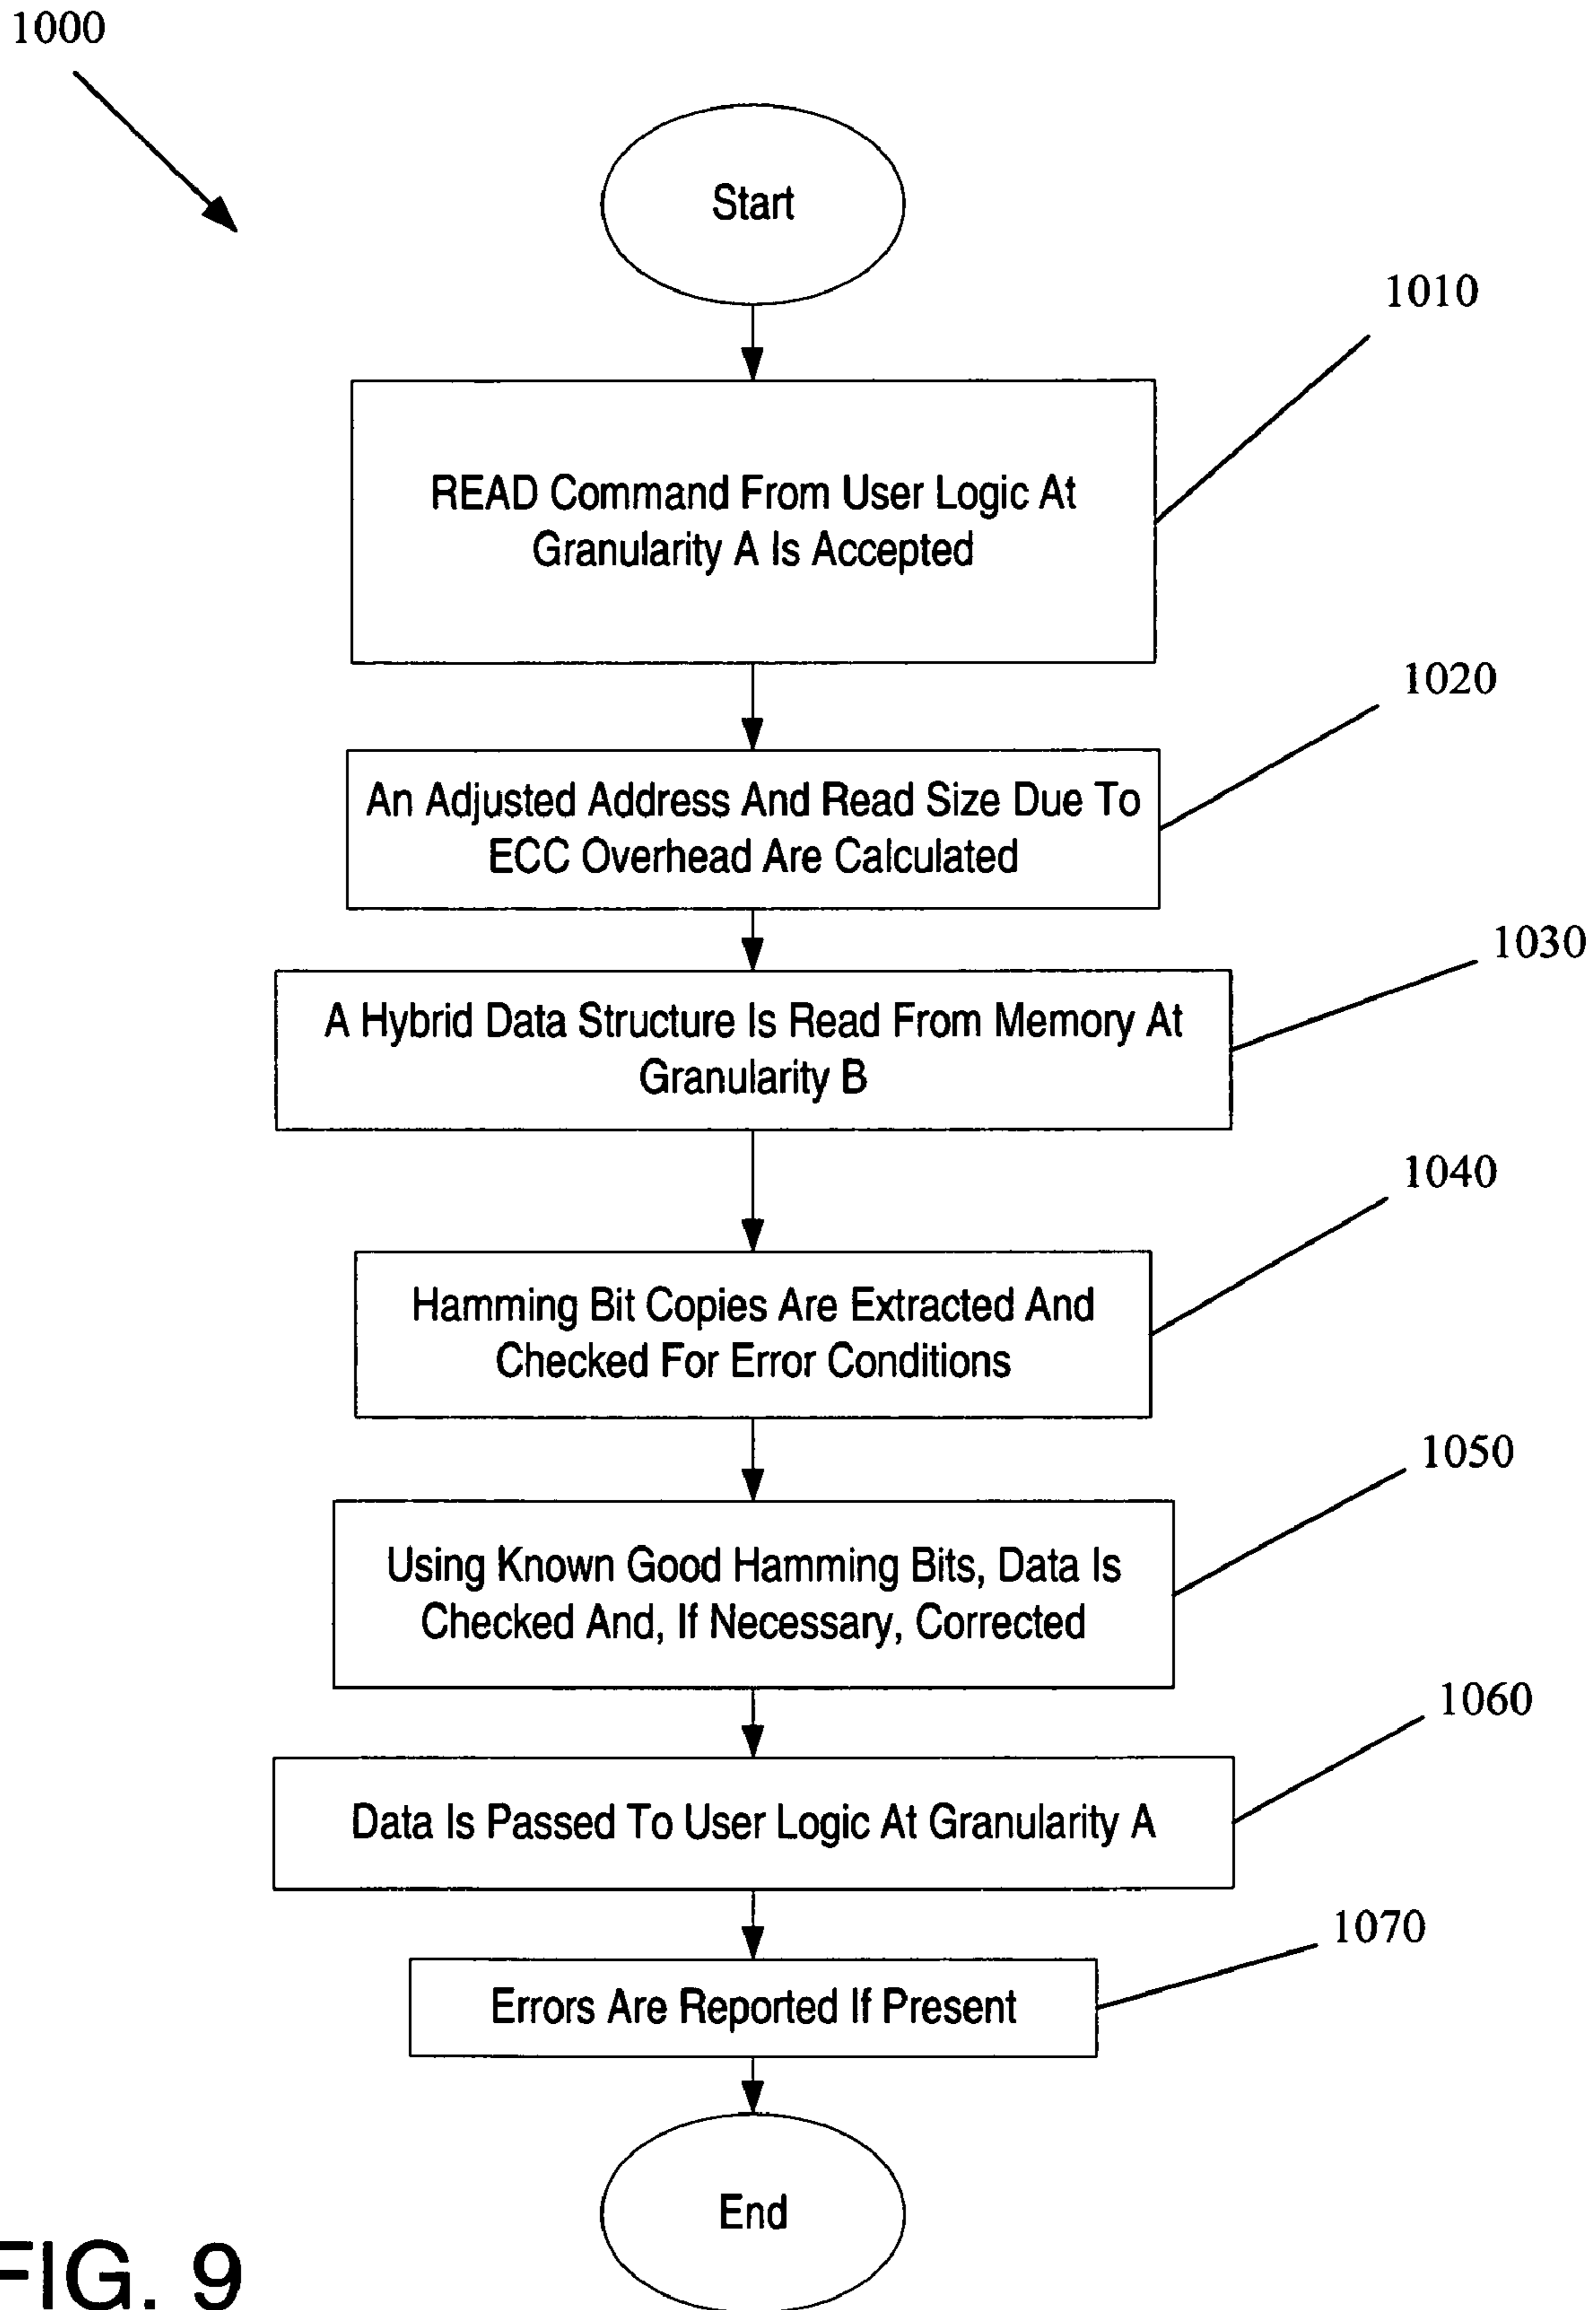 1000
Start
1010
READ Command From User Logic At
Granularity A Is Accepted
1020
An Adjusted Address And Read Size Due To
ECC Overhead Are Calculated
1030
A Hybrid Data Structure Is Read From Memory At
Granularity B
1040
Hamming Bit Copies Are Extracted And
Checked For Error Conditions
1050
Using Known Good Hamming Bits, Data Is
Checked And, If Necessary, Corrected
1060
Data Is Passed To User Logic At Granularity A
1070
Errors Are Reported If Present
End
FIG. 9